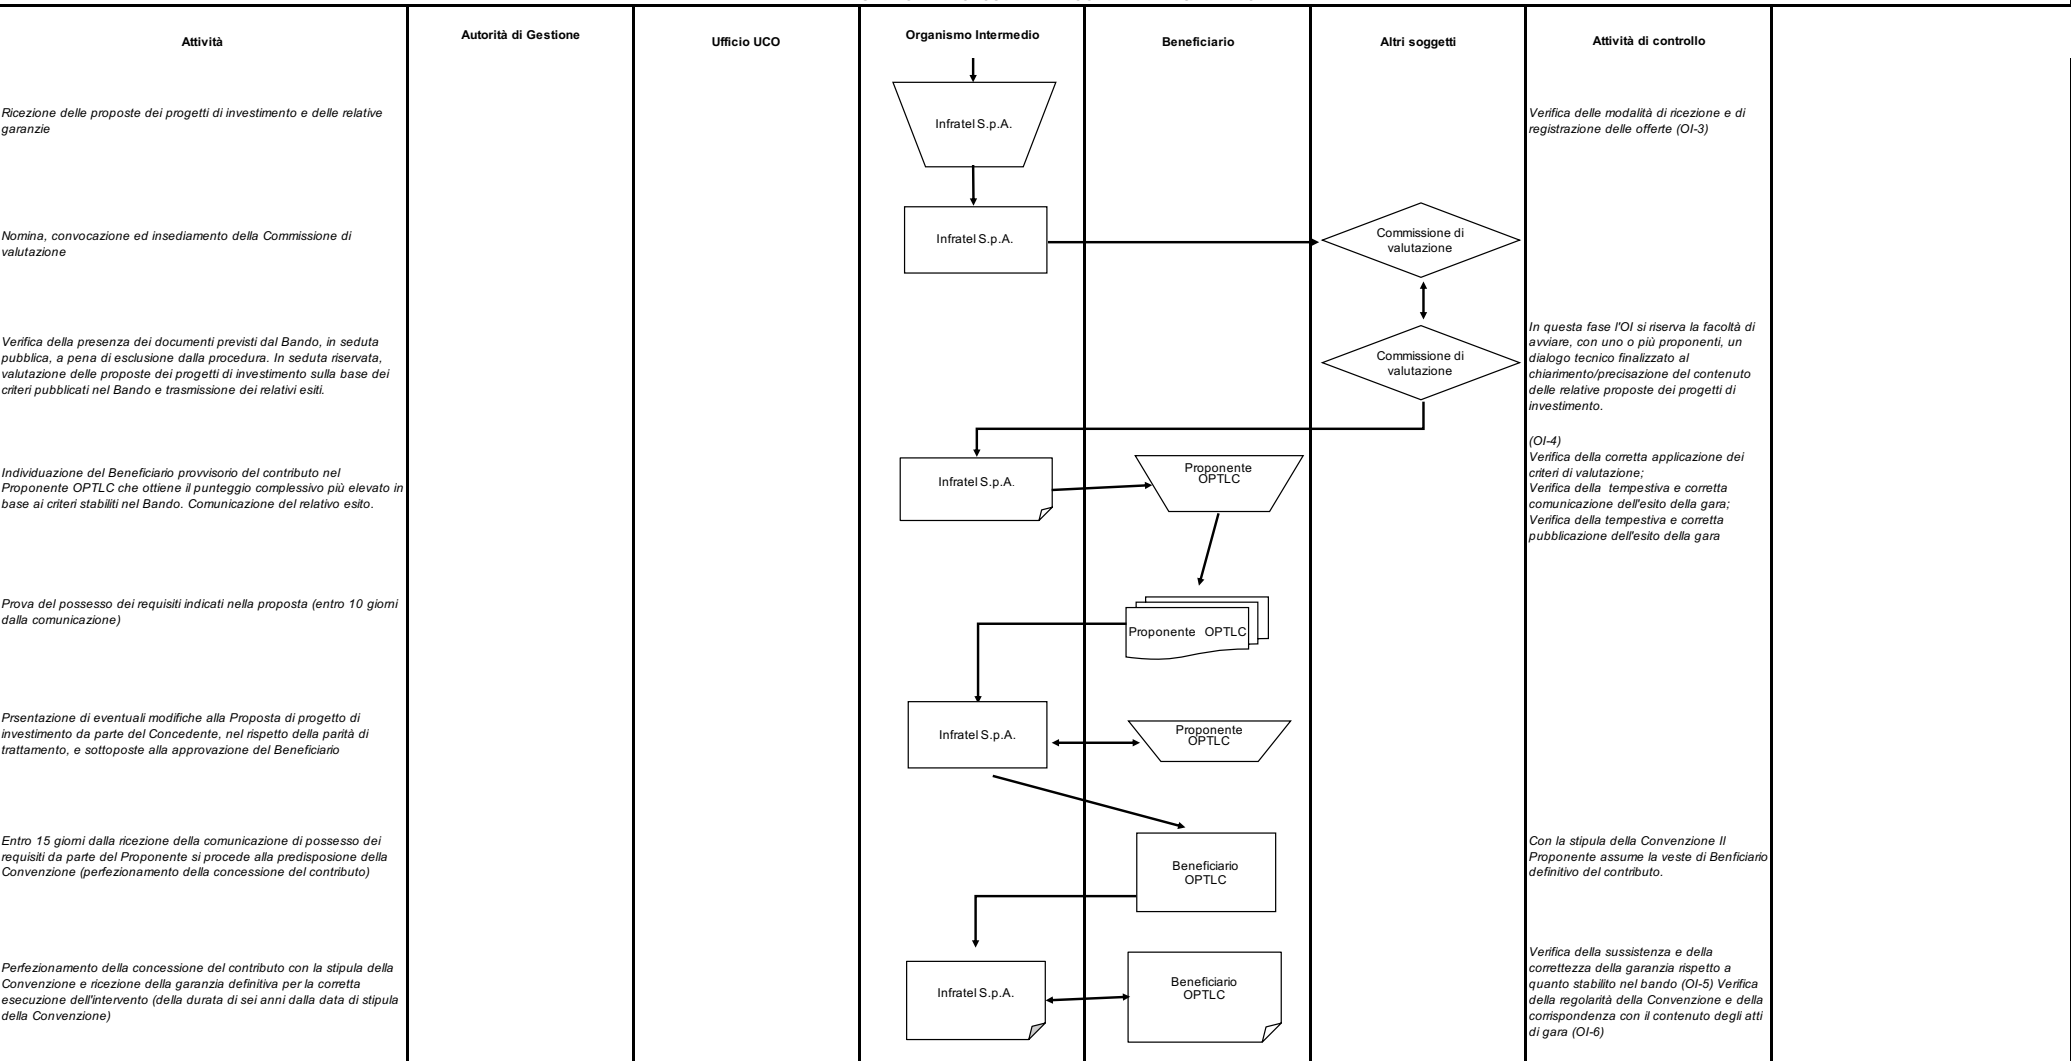 Attività
Autorità di Gestione
Ufficio UCO
Organismo Intermedio
Beneficiario
Altri soggetti
Attività di controllo
Ricezione delle proposte dei progetti di investimento e delle relative
garanzie
Infratel S.p.A.
Verifica delle modalità di ricezione e di
registrazione delle offerte (OI-3)
Nomina, convocazione ed insediamento della Commissione di
valutazione
Infratel S.p.A.
Commissione di
valutazione
Verifica della presenza dei documenti previsti dal Bando, in seduta
pubblica, a pena di esclusione dalla procedura. In seduta riservata,
valutazione delle proposte dei progetti di investimento sulla base dei
criteri pubblicati nel Bando e trasmissione dei relativi esiti.
Commissione di
valutazione
In questa fase l'OI si riserva la facoltà di
avviare, con uno o più proponenti, un
dialogo tecnico finalizzato al
chiarimento/precisazione del contenuto
delle relative proposte dei progetti di
investimento.
Individuazione del Beneficiario provvisorio del contributo nel
Proponente OPTLC che ottiene il punteggio complessivo più elevato in
base ai criteri stabiliti nel Bando. Comunicazione del relativo esito.
Infratel S.p.A.
Proponente
OPTLC
(OI-4)
Verifica della corretta applicazione dei
criteri di valutazione;
Verifica della tempestiva e corretta
comunicazione dell'esito della gara;
Verifica della tempestiva e corretta
pubblicazione dell'esito della gara
Prova del possesso dei requisiti indicati nella proposta (entro 10 giorni
dalla comunicazione)
Proponente OPTLC
Prsentazione di eventuali modifiche alla Proposta di progetto di
investimento da parte del Concedente, nel rispetto della parità di
trattamento, e sottoposte alla approvazione del Beneficiario
Infratel S.p.A.
Proponente
OPTLC
Entro 15 giorni dalla ricezione della comunicazione di possesso dei
requisiti da parte del Proponente si procede alla predisposizione della
Convenzione (perfezionamento della concessione del contributo)
Beneficiario
OPTLC
Con la stipula della Convenzione Il
Proponente assume la veste di Benficiario
definitivo del contributo.
Perfezionamento della concessione del contributo con la stipula della
Convenzione e ricezione della garanzia definitiva per la corretta
esecuzione dell'intervento (della durata di sei anni dalla data di stipula
della Convenzione)
Infratel S.p.A.
Beneficiario
OPTLC
Verifica della sussistenza e della
correttezza della garanzia rispetto a
quanto stabilito nel bando (OI-5) Verifica
della regolarità della Convenzione e della
corrispondenza con il contenuto degli atti
di gara (OI-6)